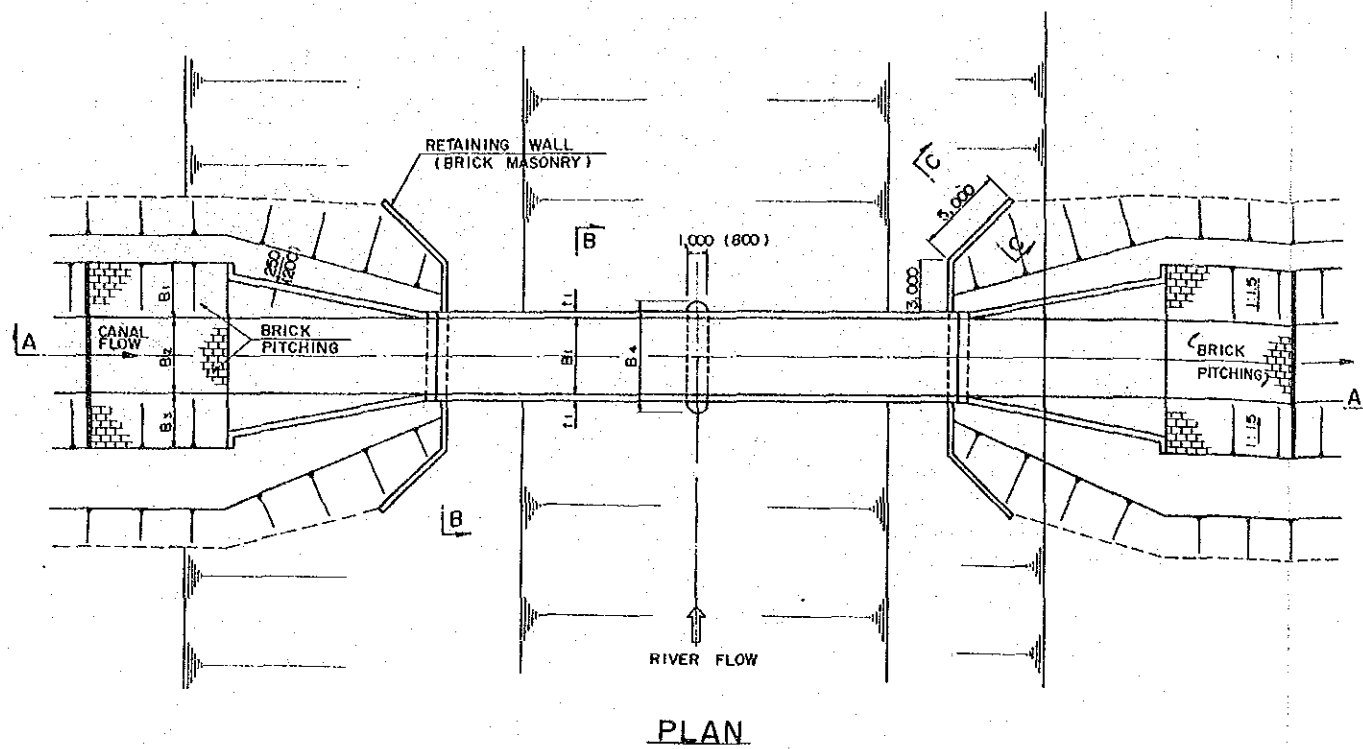 RETAINING WALL
(BRICK MASONRY)
C
5,000
B
1,000 (800)
C
3,000
250
(200)
B1
t1
1:1.5
A
CANAL
FLOW
BRICK
PITCHING
B2
B1
B4
(BRICK
PITCHING)
A
B3
t1
1:1.5
B
RIVER FLOW
PLAN